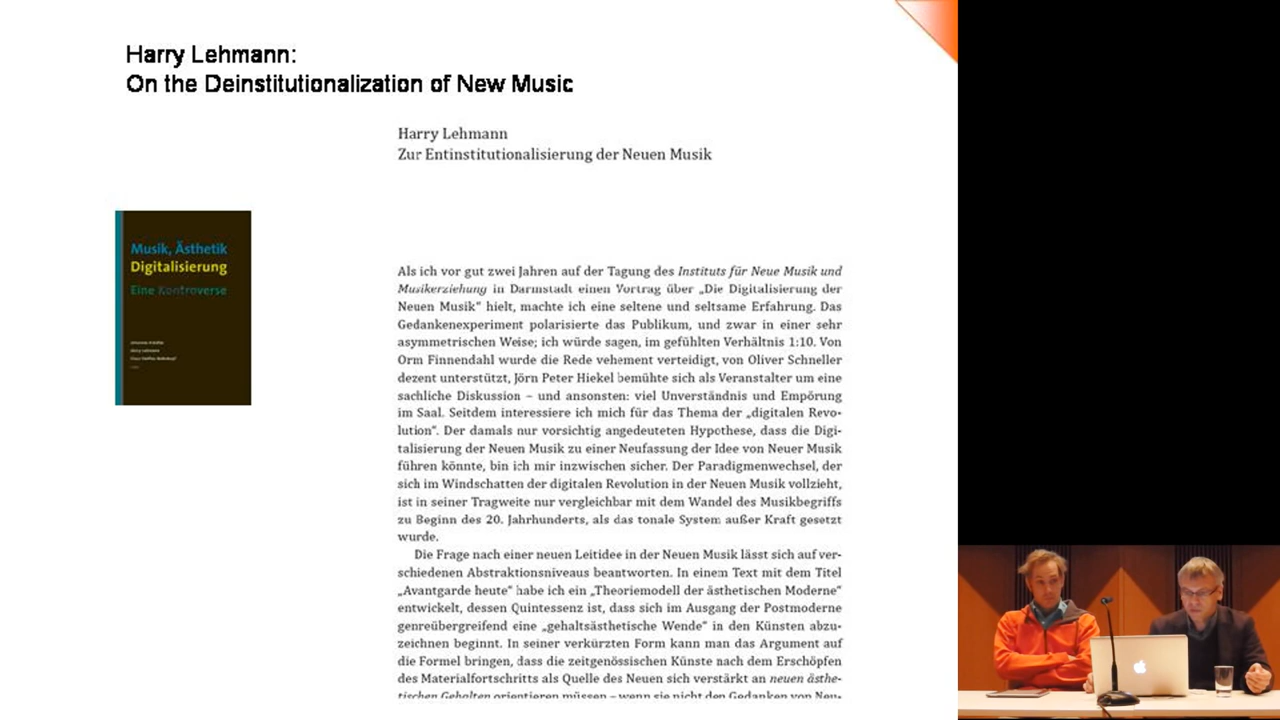 Harry Lehmann:
On the Deinstitutionalization of New Music
Harry Lehmann
Zur Entinstitutionalisierung der Neuen Musik
Musik, Ästhetik
Digitalisierung
Eine Kontroverse
Als ich vor gut zwei Jahren auf der Tagung des Instituts für Neue Musik und
Musikerziehung in Darmstadt einen Vortrag über „Die Digitalisierung der
Neuen Musik“ hielt, machte ich eine seltene und seltsame Erfahrung. Das
Gedankenexperiment polarisierte das Publikum, und zwar in einer sehr
asymmetrischen Weise; ich würde sagen, im gefühlten Verhältnis 1:10. Von
Orm Finnendahl wurde die Rede vehement verteidigt, von Oliver Schneller
dezent unterstützt, Jörn Peter Hiekel bemühte sich als Veranstalter um eine
sachliche Diskussion – und ansonsten: viel Unverständnis und Empörung
im Saal. Seitdem interessiere ich mich für das Thema der „digitalen Revo-
lution“. Der damals nur vorsichtig angedeuteten Hypothese, dass die Digi-
talisierung der Neuen Musik zu einer Neufassung der Idee von Neuer Musik
führen könnte, bin ich mir inzwischen sicher. Der Paradigmenwechsel, der
sich im Windschatten der digitalen Revolution in der Neuen Musik vollzieht,
ist in seiner Tragweite nur vergleichbar mit dem Wandel des Musikbegriffs
zu Beginn des 20. Jahrhunderts, als das tonale System außer Kraft gesetzt
wurde.
Die Frage nach einer neuen Leitidee in der Neuen Musik lässt sich auf ver-
schiedenen Abstraktionsniveaus beantworten. In einem Text mit dem Titel
„Avantgarde heute“ habe ich ein „Theoriemodell der ästhetischen Moderne“
entwickelt, dessen Quintessenz ist, dass sich im Ausgang der Postmoderne
genreübergreifend eine „gehaltsästhetische Wende“ in den Künsten abzu-
zeichnen beginnt. In seiner verkürzten Form kann man das Argument auf
die Formel bringen, dass die zeitgenössischen Künste nach dem Erschöpfen
des Materialfortschritts als Quelle des Neuen sich verstärkt an neuen ästhe-
tischen Gehalten orientieren müssen – wenn sie nicht den Gedanken von Neu-